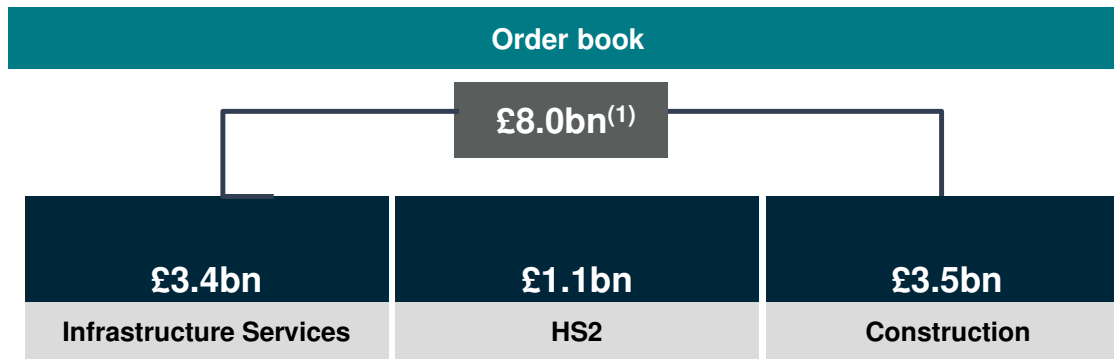 Order book
£8.0bn(1)
£3.4bn
£1.1bn
£3.5bn
Infrastructure Services
HS2
Construction